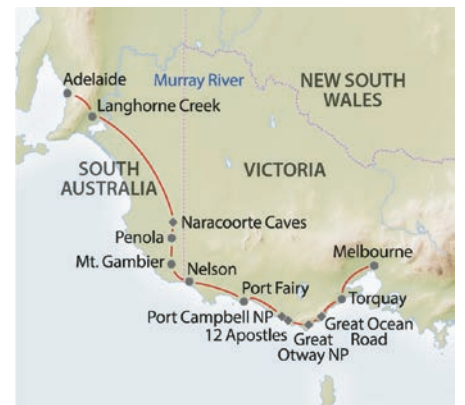 Adelaide
Murray River
NEW SOUTH
WALES
Langhorne Creek
SOUTH
AUSTRALIA
VICTORIA
Naracoorte Caves
Penola
Melbourne
Mt. Gambier
Nelson
Port Fairy
Torquay
Port Campbell NP
12 Apostles
Great
Otway NP
Great Ocean
Road